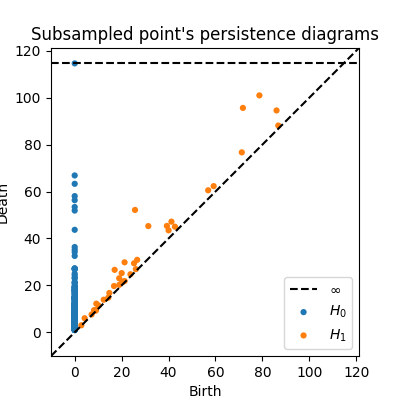 Subsampled point's persistence diagrams
120
100
80
60
40
20
0
Death
0 20 40 60 80 100 120
Birth
∞
H₀
H₁